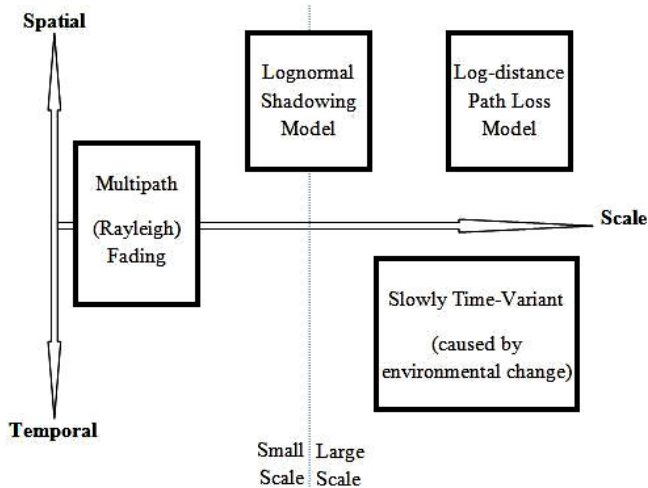 Spatial
Lognormal
Shadowing
Model
Log-distance
Path Loss
Model
Multipath
(Rayleigh)
Fading
Scale
Slowly Time-Variant
(caused by
environmental change)
Temporal
Small
Scale
Large
Scale